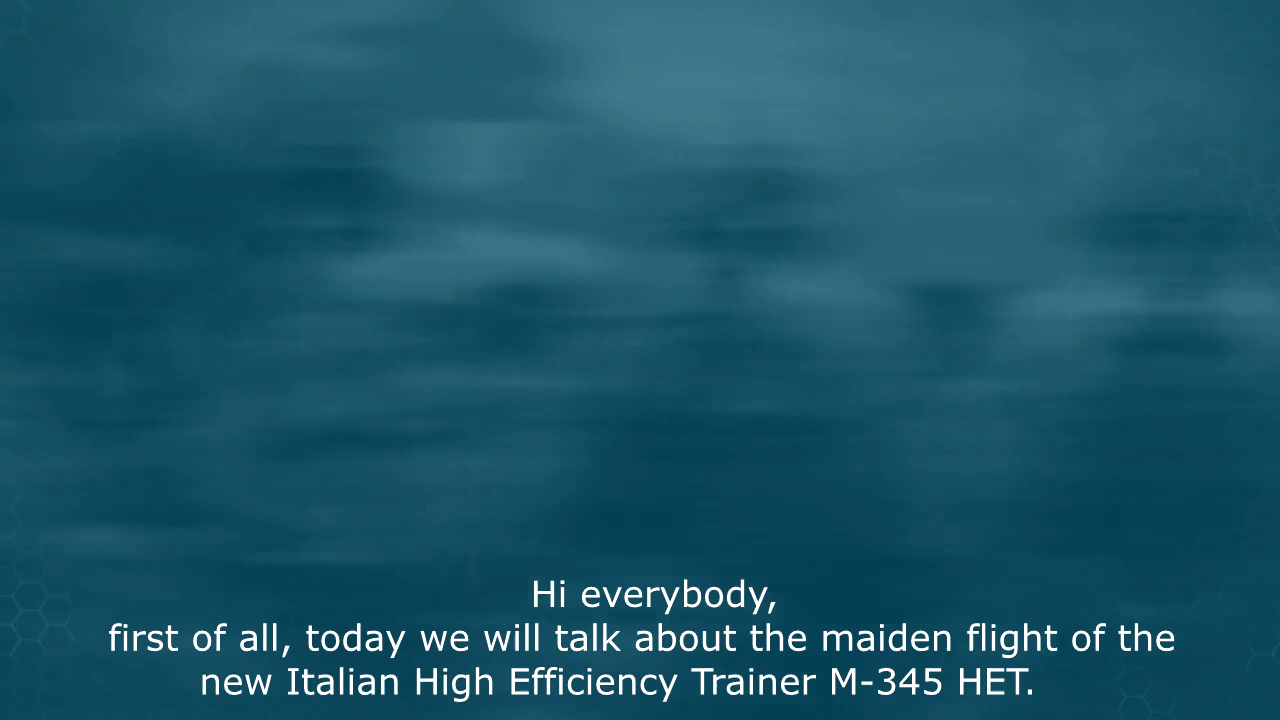 Hi everybody,
first of all, today we will talk about the maiden flight of the
new Italian High Efficiency Trainer M-345 HET.